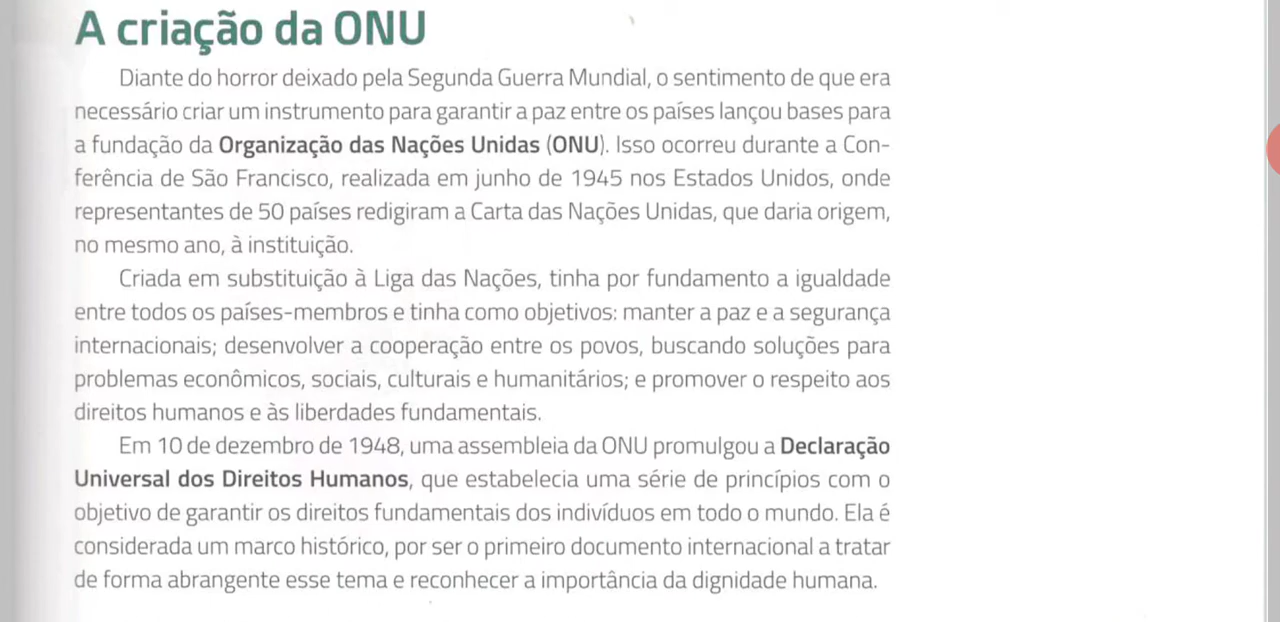 A criação da ONU
Diante do horror deixado pela Segunda Guerra Mundial, o sentimento de que era
necessário criar um instrumento para garantir a paz entre os países lançou bases para
a fundação da Organização das Nações Unidas (ONU). Isso ocorreu durante a Con-
ferência de São Francisco, realizada em junho de 1945 nos Estados Unidos, onde
representantes de 50 países redigiram a Carta das Nações Unidas, que daria origem,
no mesmo ano, à instituição.
Criada em substituição à Liga das Nações, tinha por fundamento a igualdade
entre todos os países-membros e tinha como objetivos: manter a paz e a segurança
internacionais; desenvolver a cooperação entre os povos, buscando soluções para
problemas econômicos, sociais, culturais e humanitários; e promover o respeito aos
direitos humanos e às liberdades fundamentais.
Em 10 de dezembro de 1948, uma assembleia da ONU promulgou a Declaração
Universal dos Direitos Humanos, que estabelecia uma série de princípios com o
objetivo de garantir os direitos fundamentais dos indivíduos em todo o mundo. Ela é
considerada um marco histórico, por ser o primeiro documento internacional a tratar
de forma abrangente esse tema e reconhecer a importância da dignidade humana.